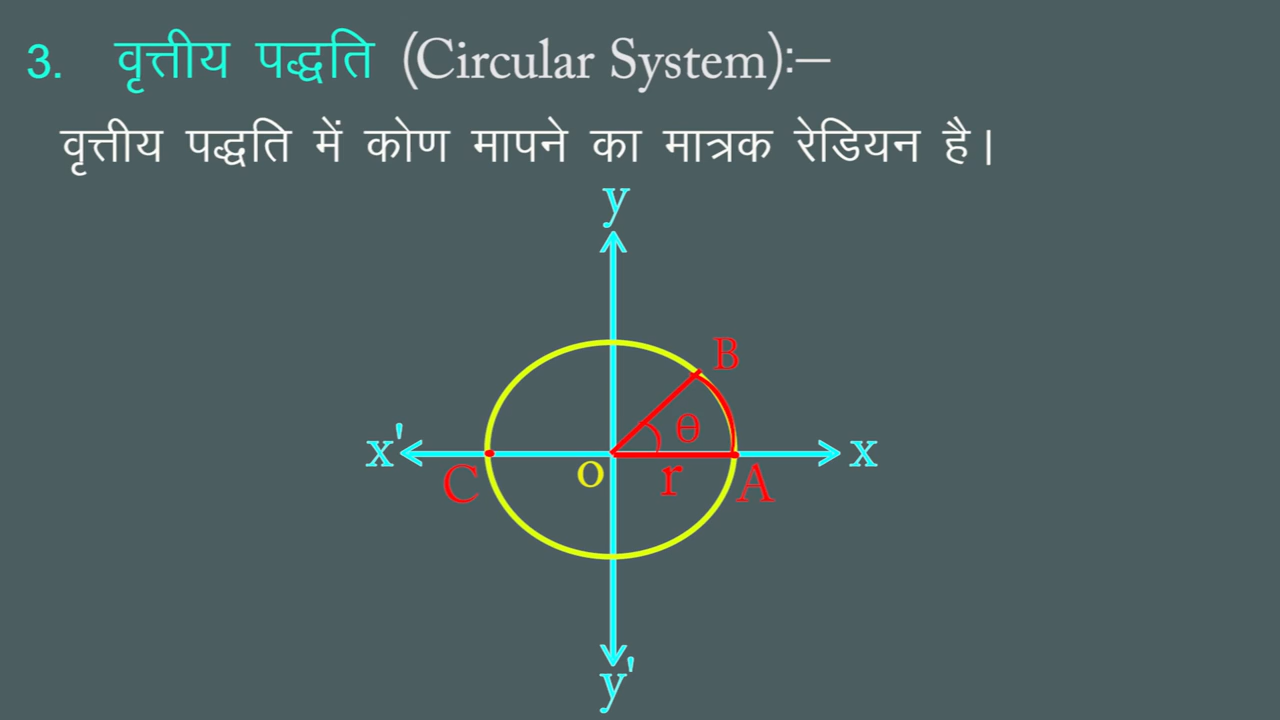 3. वृत्तीय पद्धति (Circular System):–
वृत्तीय पद्धति में कोण मापने का मात्रक रेडियन है।
y
B
θ
x' x
C O r A
y'